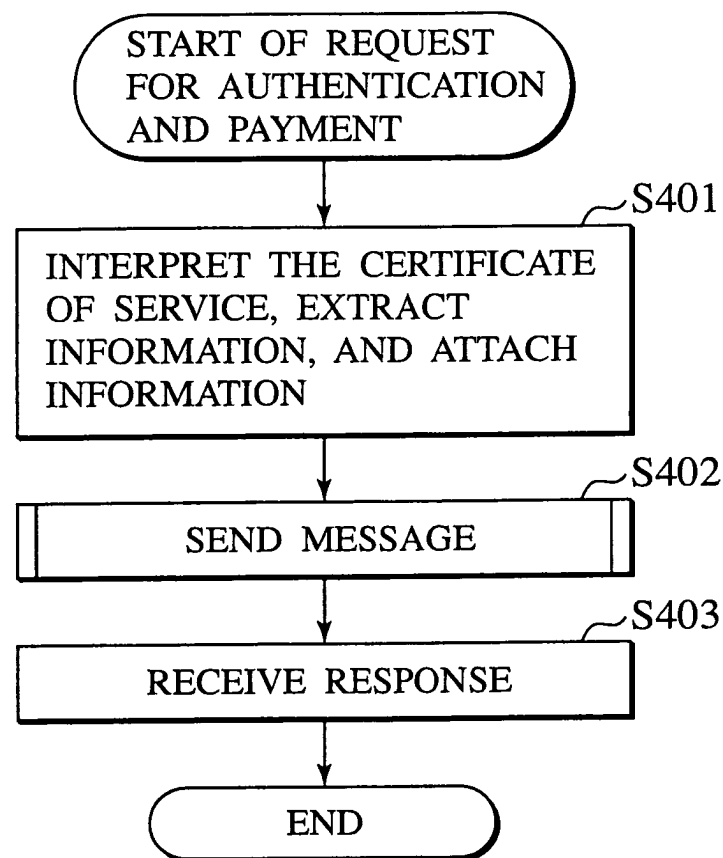 START OF REQUEST
FOR AUTHENTICATION
AND PAYMENT
S401
INTERPRET THE CERTIFICATE
OF SERVICE, EXTRACT
INFORMATION, AND ATTACH
INFORMATION
S402
SEND MESSAGE
S403
RECEIVE RESPONSE
END